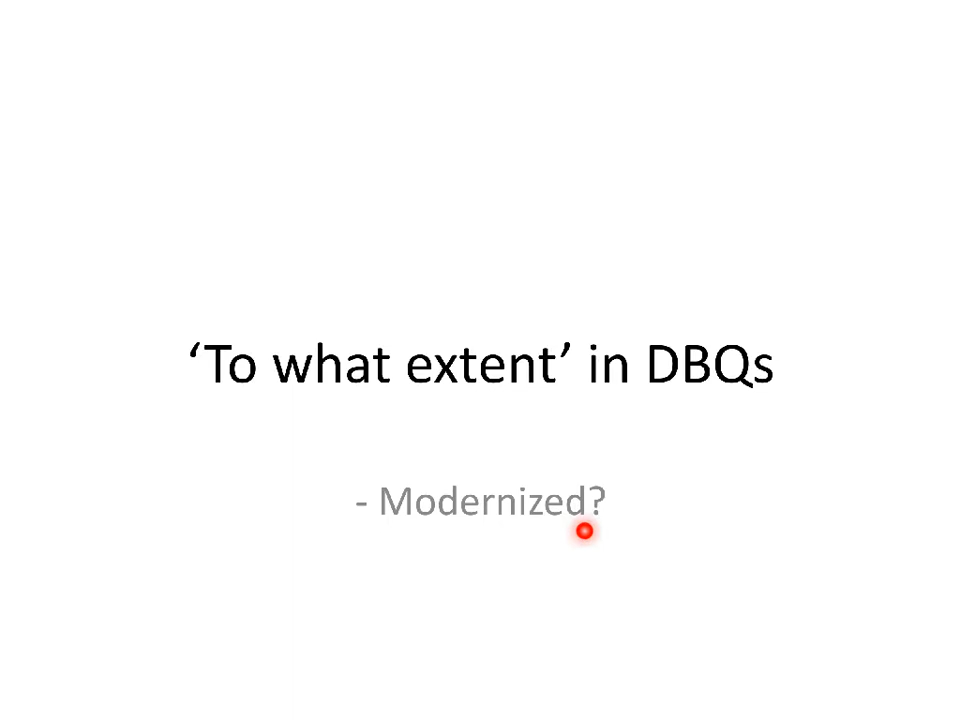 ‘To what extent’ in DBQs
- Modernized?